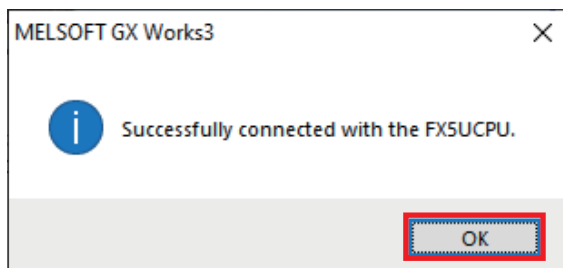 MELSOFT GX Works3
Successfully connected with the FX5UCPU.
OK